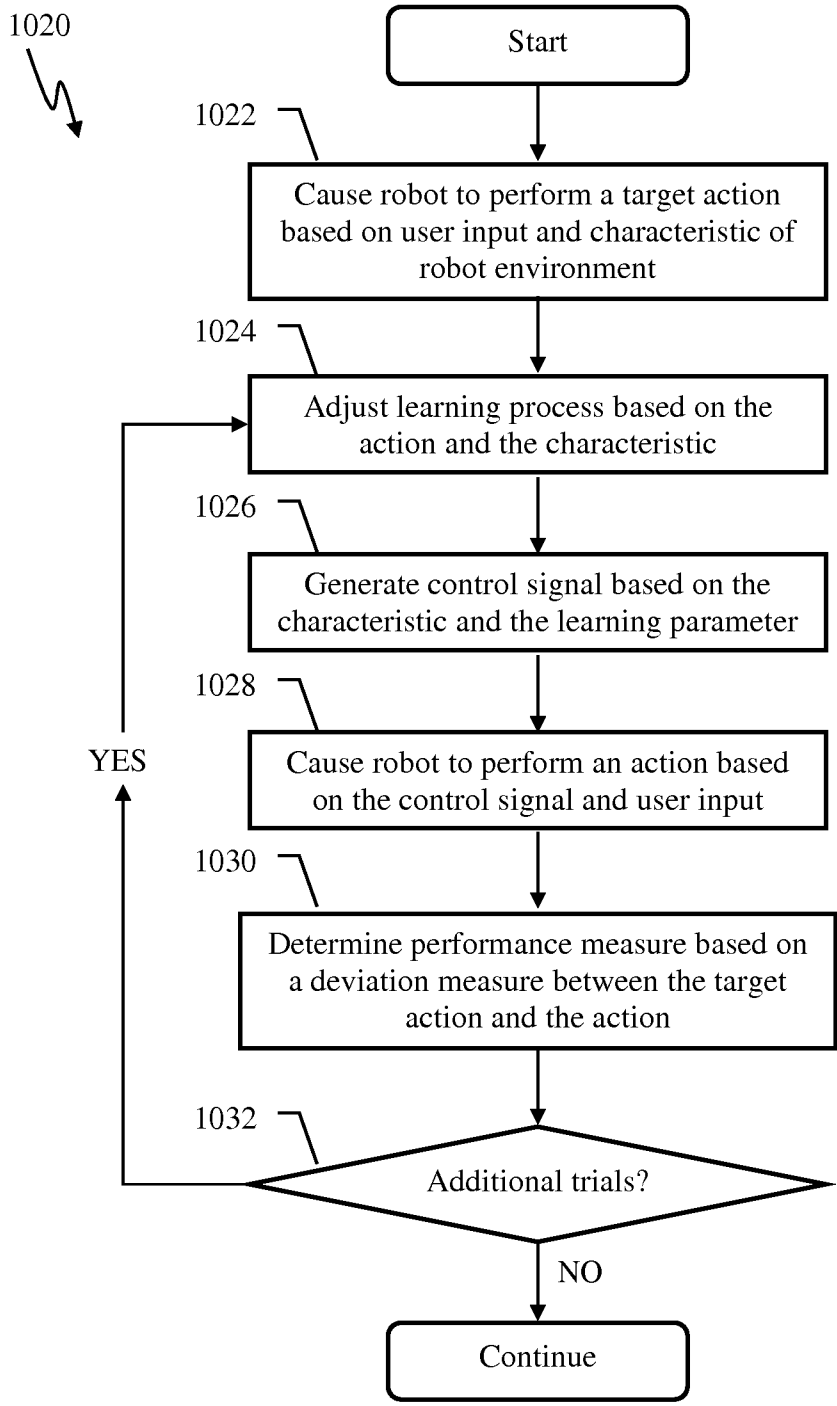 1020
Start
1022
Cause robot to perform a target action
based on user input and characteristic of
robot environment
1024
Adjust learning process based on the
action and the characteristic
1026
Generate control signal based on the
characteristic and the learning parameter
1028
Cause robot to perform an action based
on the control signal and user input
YES
1030
Determine performance measure based on
a deviation measure between the target
action and the action
1032
Additional trials?
NO
Continue